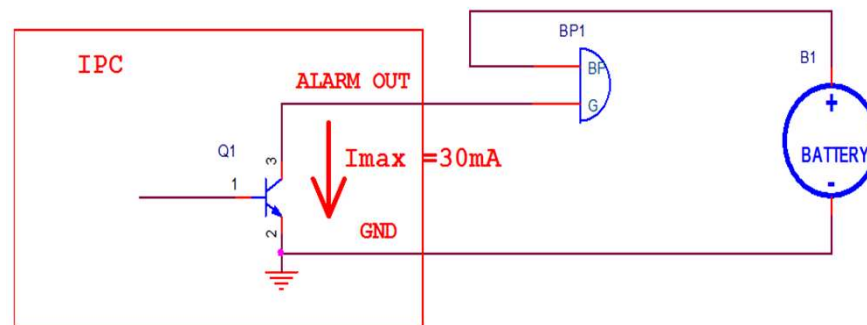 BP1
IPC
B1
ALARM OUT
BP
G
+
Q1
3
Imax =30mA
BATTERY
1
-
2
GND